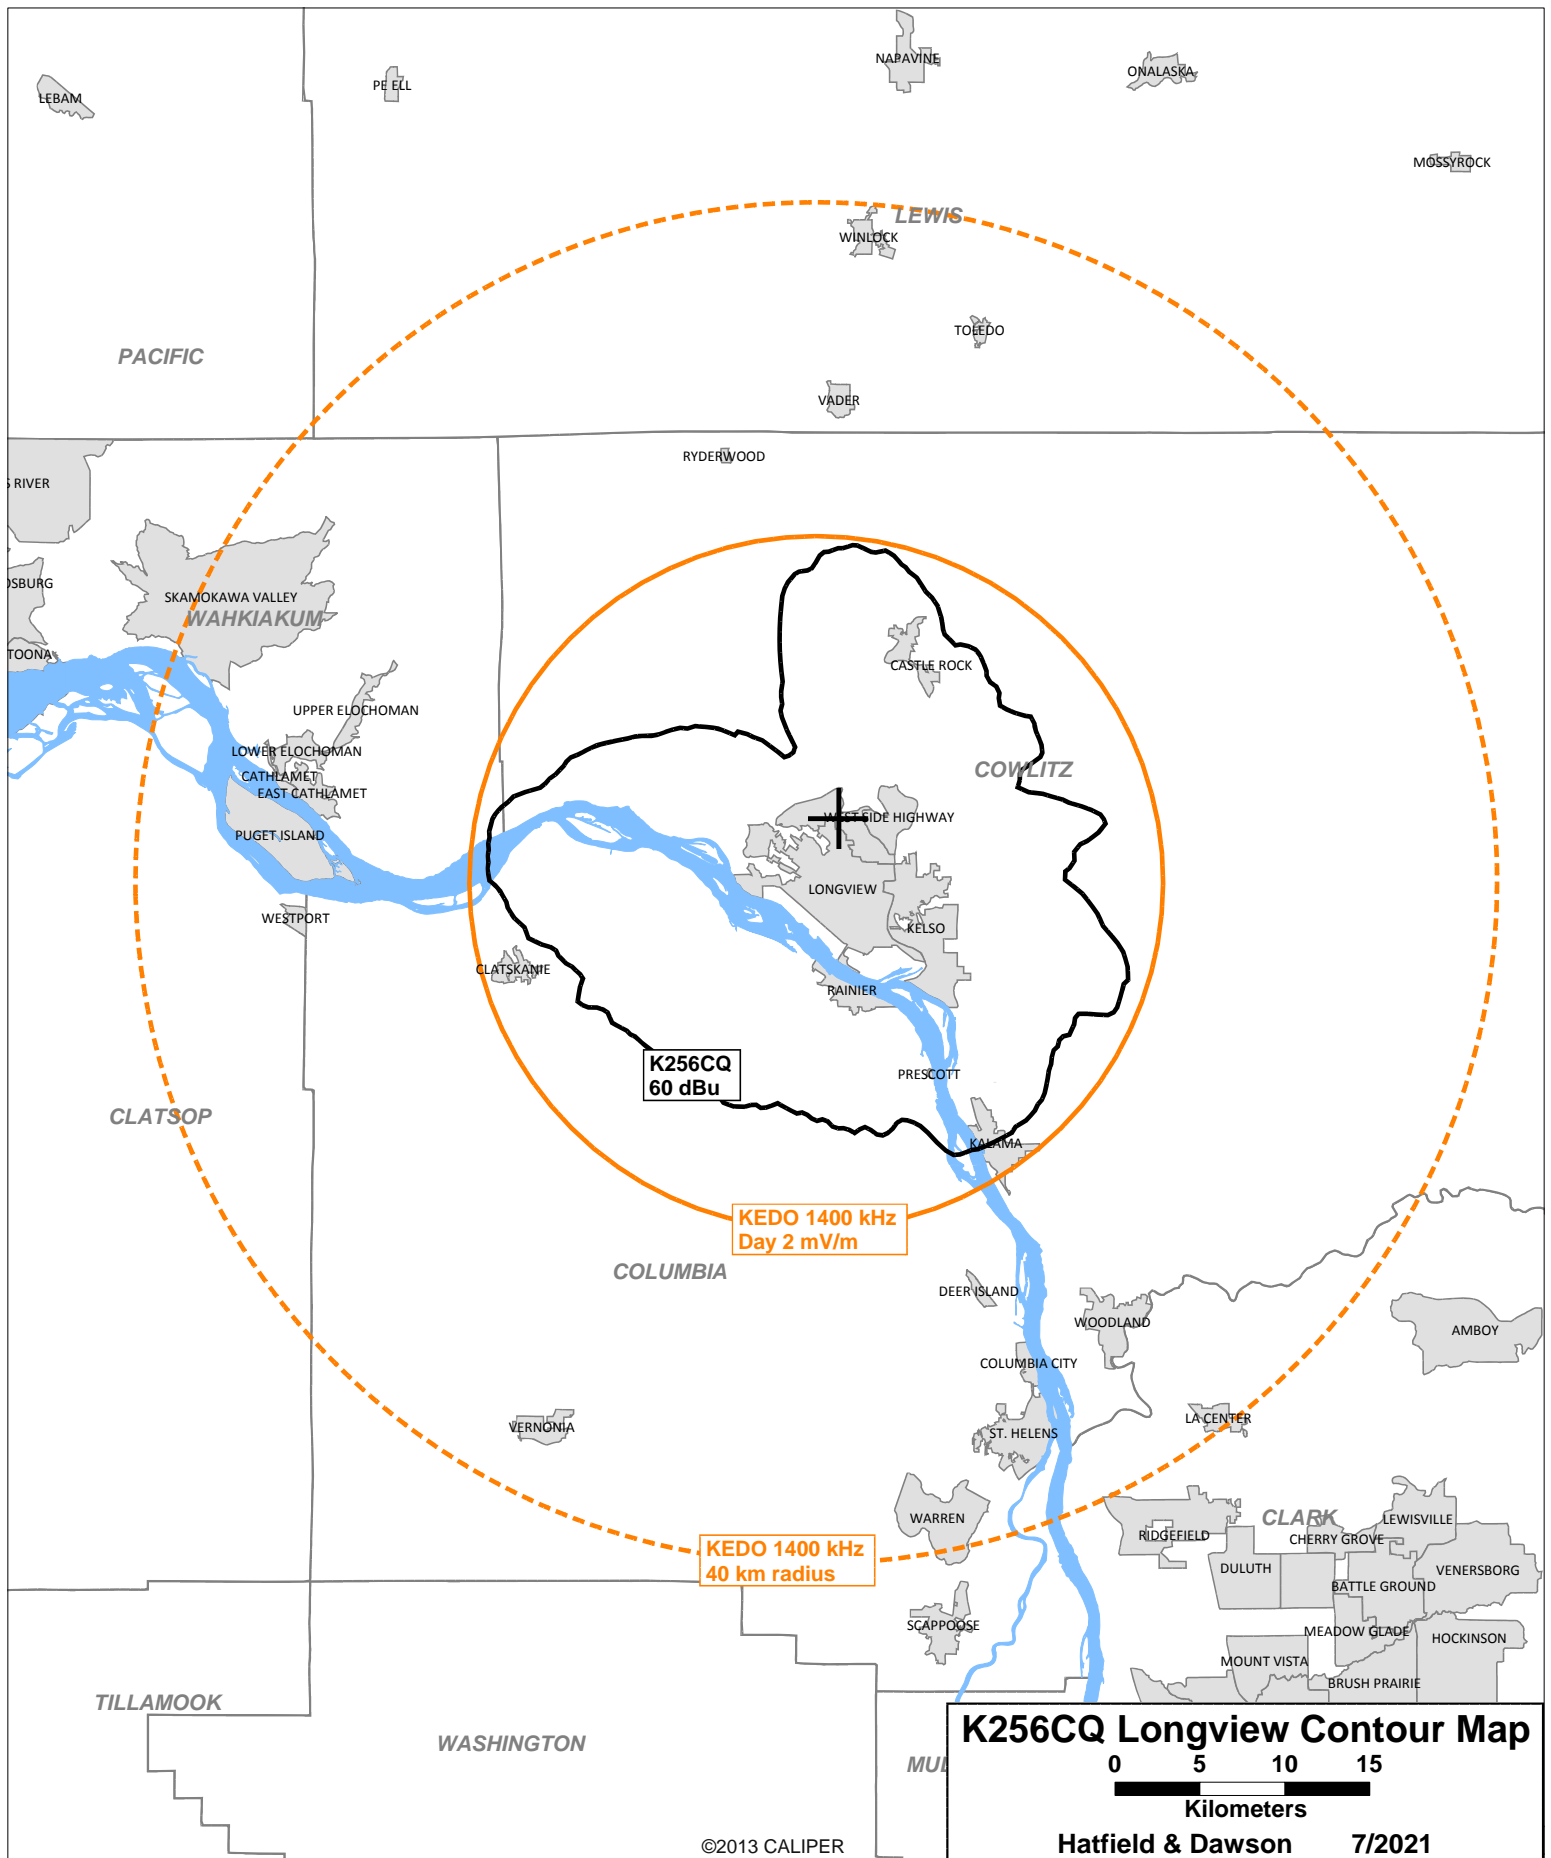 NAPAVINE
ONALASKA
PE ELL
LEBAM
MOSSYROCK
LEWIS
WINLOCK
TOLEDO
PACIFIC
VADER
RYDERWOOD
S RIVER
OSBURG
SKAMOKAWA VALLEY
WAHKIAKUM
TOONA
CASTLE ROCK
UPPER ELOCHOMAN
LOWER ELOCHOMAN
CATHLAMET
EAST CATHLAMET
COWLITZ
WEST SIDE HIGHWAY
PUGET ISLAND
LONGVIEW
WESTPORT
KELSO
CLATSKANIE
RAINIER
K256CQ
60 dBu
PRESCOTT
CLATSOP
KALAMA
KEDO 1400 kHz
Day 2 mV/m
COLUMBIA
DEER ISLAND
WOODLAND
AMBOY
COLUMBIA CITY
VERNONIA
LA CENTER
ST. HELENS
WARREN
CLARK
LEWISVILLE
RIDGEFIELD
CHERRY GROVE
KEDO 1400 kHz
40 km radius
DULUTH
VENERSBORG
BATTLE GROUND
SCAPPOOSE
MEADOW GLADE
HOCKINSON
MOUNT VISTA
BRUSH PRAIRIE
TILLAMOOK
WASHINGTON
MUL
K256CQ Longview Contour Map
0 5 10 15
Kilometers
Hatfield & Dawson 7/2021
©2013 CALIPER